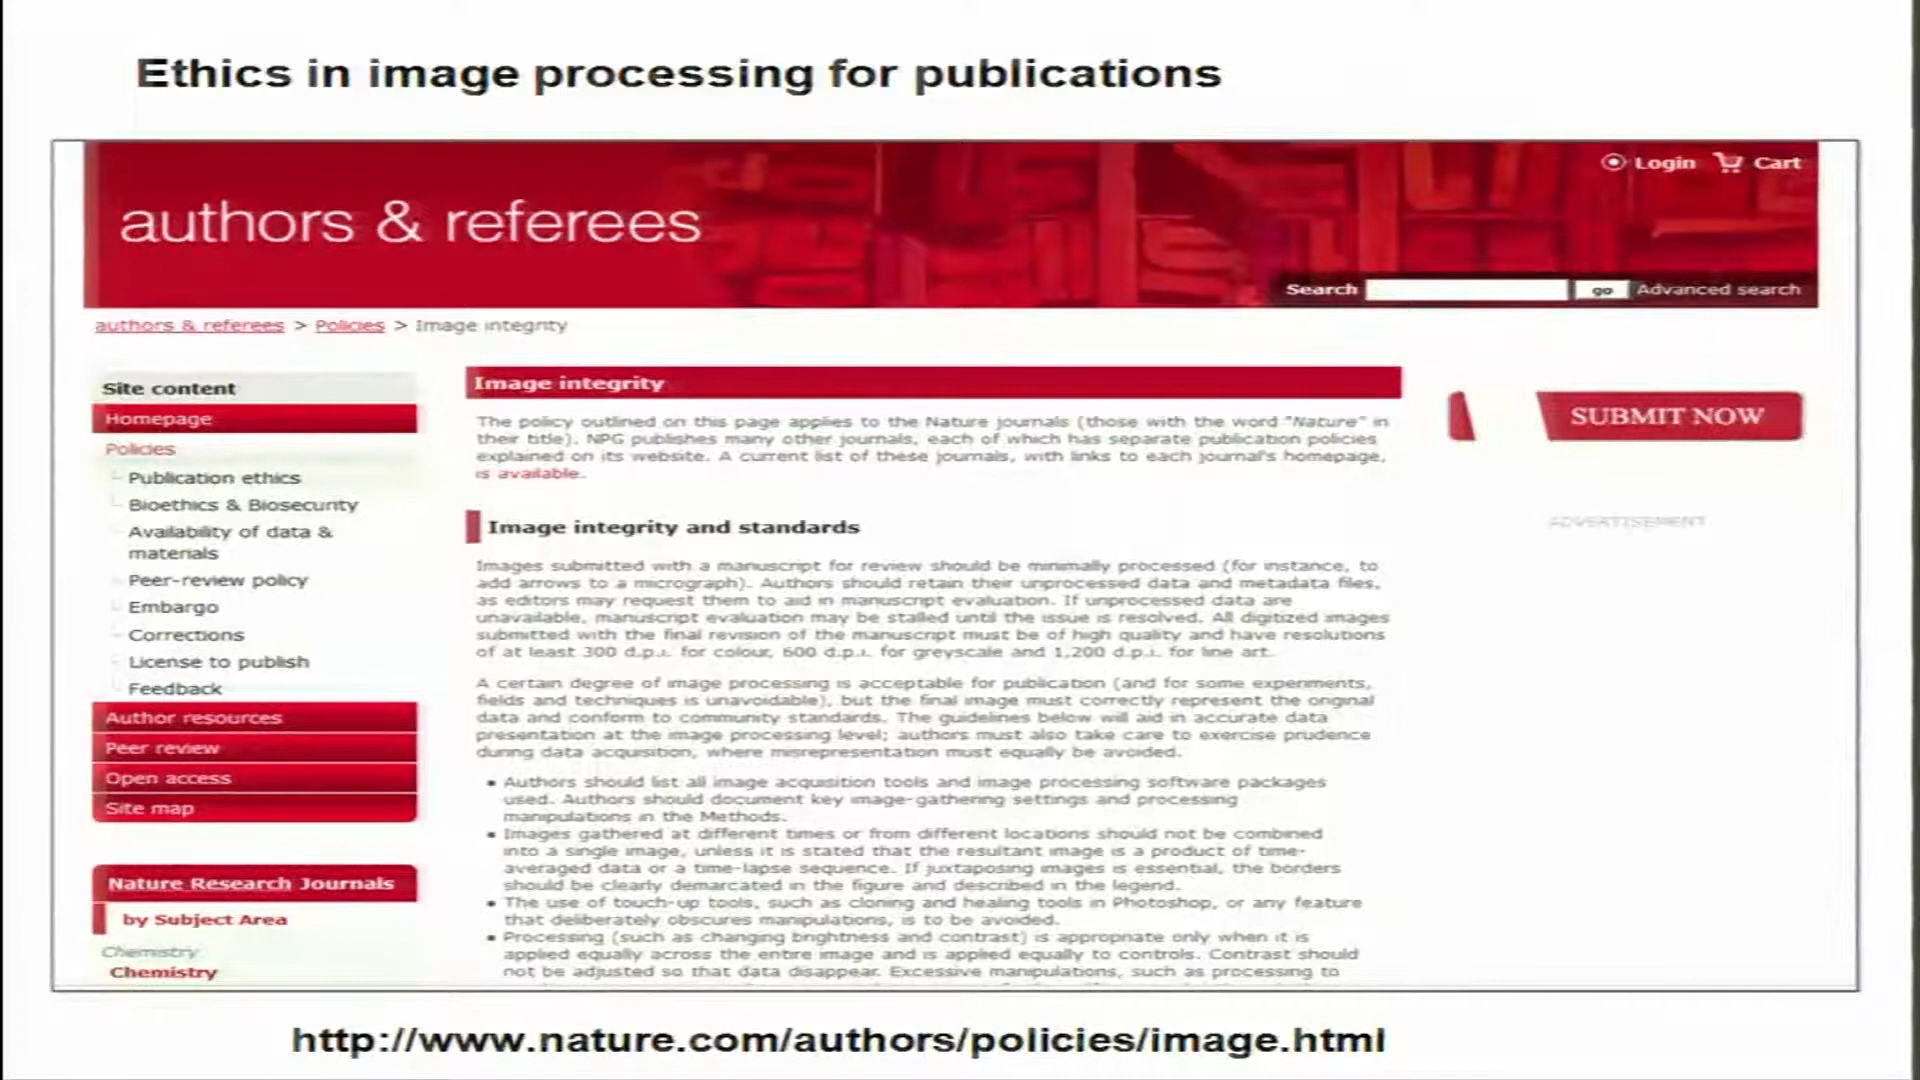 Ethics in image processing for publications
Login Cart
authors & referees
Search go Advanced search
authors & referees > Policies > Image integrity
Site content
Homepage
Policies
Publication ethics
Bioethics & Biosecurity
Availability of data &
materials
Peer-review policy
Embargo
Corrections
License to publish
Feedback
Author resources
Peer review
Open access
Site map
Nature Research Journals
by Subject Area
Chemistry
Chemistry
Image integrity
The policy outlined on this page applies to the Nature journals (those with the word "Nature" in
their title). NPG publishes many other journals, each of which has separate publication policies
explained on its website. A current list of these journals, with links to each journal's homepage,
is available.
Image integrity and standards
Images submitted with a manuscript for review should be minimally processed (for instance, to
add arrows to a micrograph). Authors should retain their unprocessed data and metadata files,
as editors may request them to aid in manuscript evaluation. If unprocessed data are
unavailable, manuscript evaluation may be stalled until the issue is resolved. All digitized images
submitted with the final revision of the manuscript must be of high quality and have resolutions
of at least 300 d.p.i. for colour, 600 d.p.i. for greyscale and 1,200 d.p.i. for line art.
A certain degree of image processing is acceptable for publication (and for some experiments,
fields and techniques is unavoidable), but the final image must correctly represent the original
data and conform to community standards. The guidelines below will aid in accurate data
presentation at the image processing level; authors must also take care to exercise prudence
during data acquisition, where misrepresentation must equally be avoided.
• Authors should list all image acquisition tools and image processing software packages
used. Authors should document key image-gathering settings and processing
manipulations in the Methods.
• Images gathered at different times or from different locations should not be combined
into a single image, unless it is stated that the resultant image is a product of time-
averaged data or a time-lapse sequence. If juxtaposing images is essential, the borders
should be clearly demarcated in the figure and described in the legend.
• The use of touch-up tools, such as cloning and healing tools in Photoshop, or any feature
that deliberately obscures manipulations, is to be avoided.
• Processing (such as changing brightness and contrast) is appropriate only when it is
applied equally across the entire image and is applied equally to controls. Contrast should
not be adjusted so that data disappear. Excessive manipulations, such as processing to
SUBMIT NOW
ADVERTISEMENT
http://www.nature.com/authors/policies/image.html